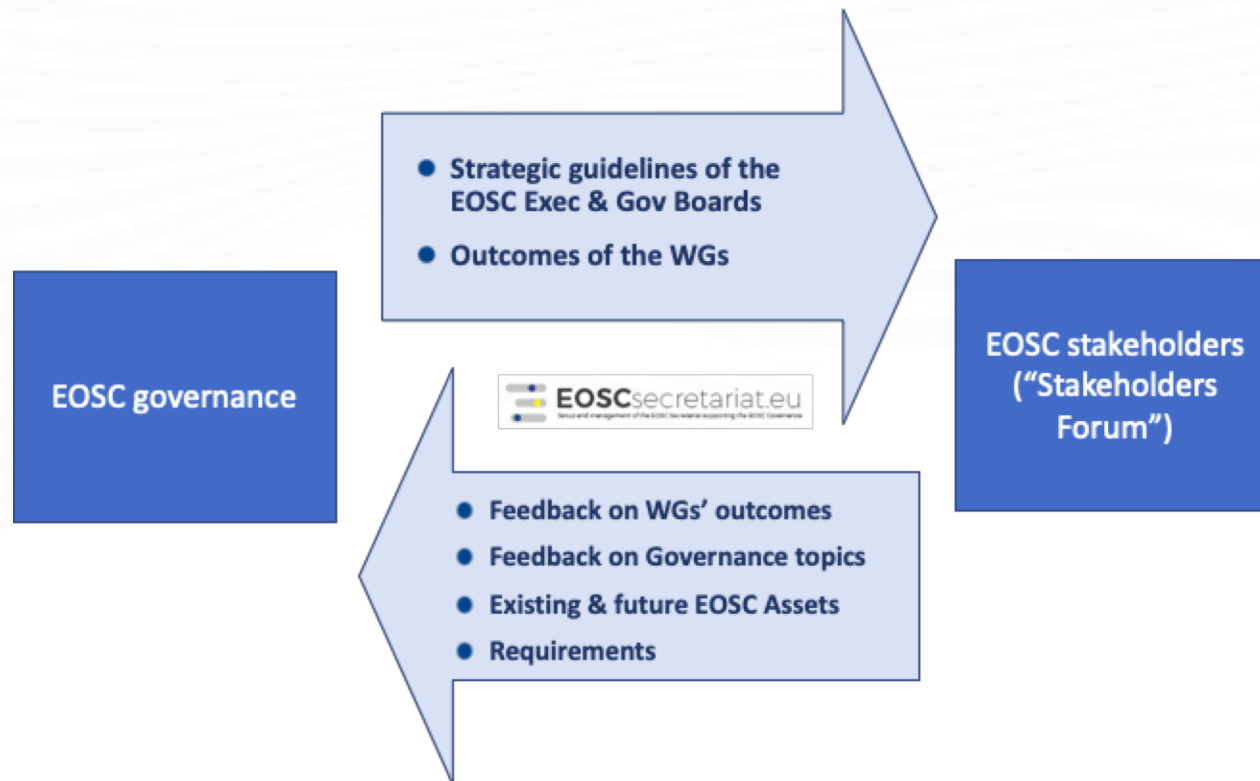 Strategic guidelines of the
EOSC Exec & Gov Boards
Outcomes of the WGs
EOSC governance
EOSCsecretariat.eu
EOSC stakeholders
(“Stakeholders
Forum”)
Feedback on WGs’ outcomes
Feedback on Governance topics
Existing & future EOSC Assets
Requirements